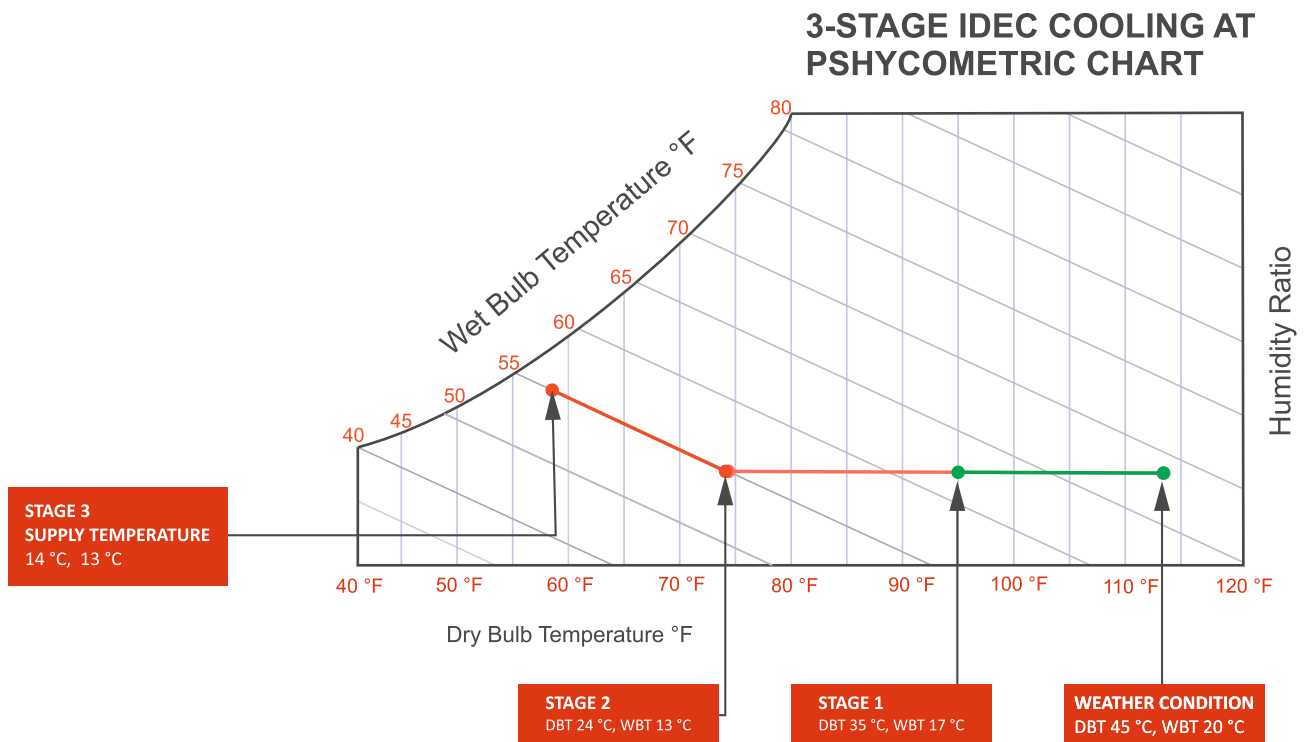 3-STAGE IDEC COOLING AT
PSHYCOMETRIC CHART
Wet Bulb Temperature °F
80
75
70
65
60
55
50
45
40
Humidity Ratio
STAGE 3
SUPPLY TEMPERATURE
14 °C,  13 °C
40 °F
50 °F
60 °F
70 °F
80 °F
90 °F
100 °F
110 °F
120 °F
Dry Bulb Temperature °F
STAGE 2
DBT 24 °C, WBT 13 °C
STAGE 1
DBT 35 °C, WBT 17 °C
WEATHER CONDITION
DBT 45 °C, WBT 20 °C